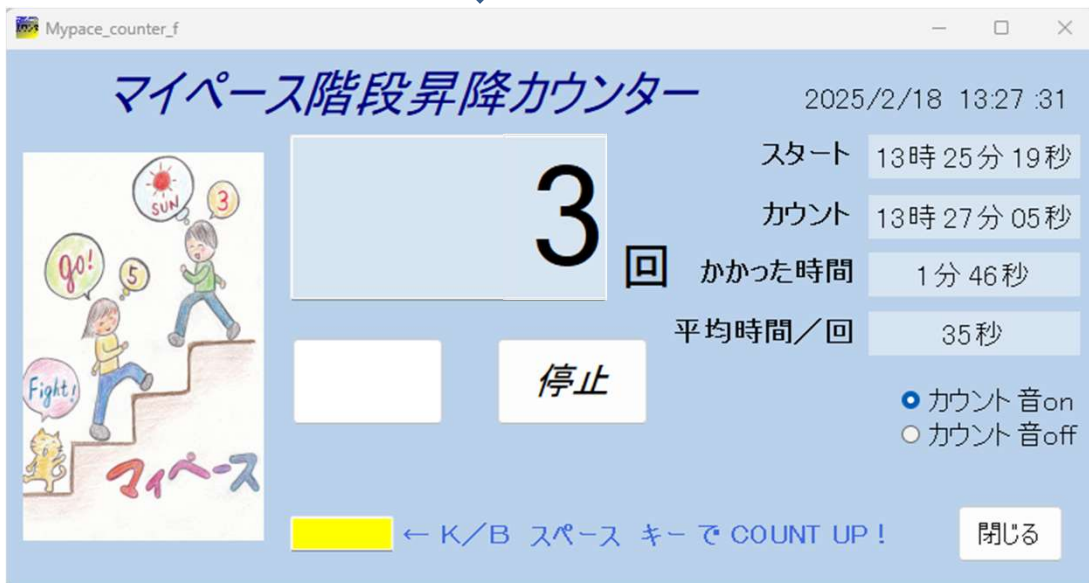 Mypace_counter_f
マイペース階段昇降カウンター
2025/2/18 13:27 :31
スタート 13時 25分 19秒
カウント 13時 27分 05秒
3 回
かかった時間 1分 46秒
平均時間／回 35秒
SUN
3
go!
5
Fight!
マイペース
停止
カウント 音on
カウント 音off
← K／B スペース キーで COUNT UP！
閉じる